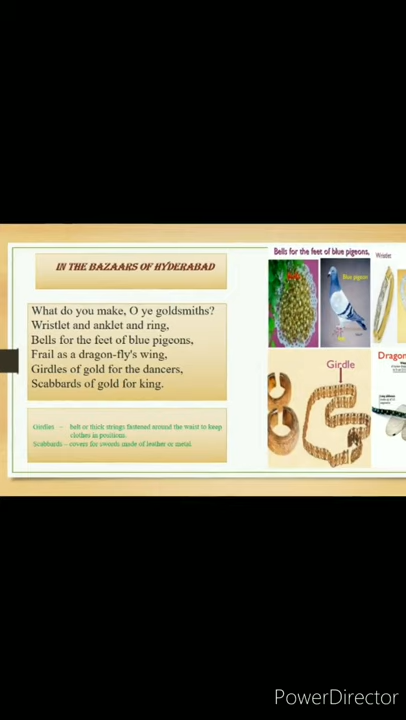 IN THE BAZAARS OF HYDERABAD
What do you make, O ye goldsmiths?
Wristlet and anklet and ring,
Bells for the feet of blue pigeons,
Frail as a dragon-fly's wing,
Girdles of gold for the dancers,
Scabbards of gold for king.
Girdles – belt or thick strings fastened around the waist to keep
clothes in positions.
Scabbards – covers for swords made of leather or metal.
Bells for the feet of blue pigeons,
Wristlet
Blue pigeon
Girdle
Dragon
PowerDirector